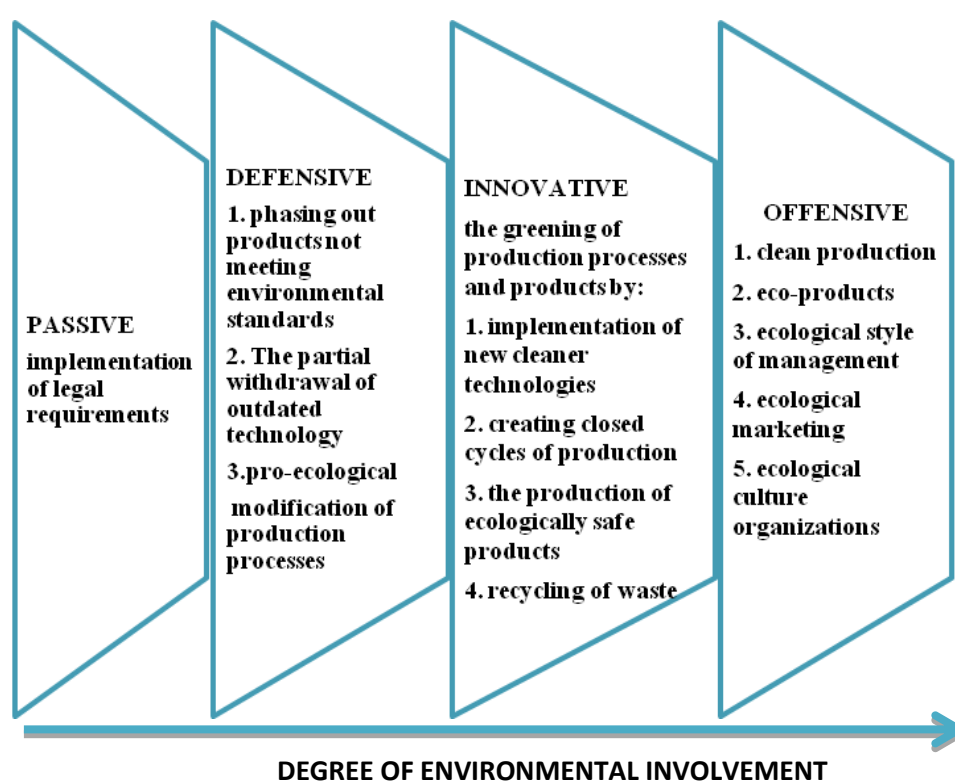 PASSIVE
implementation
of legal
requirements
DEFENSIVE
1. phasing out
products not
meeting
environmental
standards
2. The partial
withdrawal of
outdated
technology
3.pro-ecological
modification of
production
processes
INNOVATIVE
the greening of
production processes
and products by:
1. implementation of
new cleaner
technologies
2. creating closed
cycles of production
3. the production of
ecologically safe
products
4. recycling of waste
OFFENSIVE
1. clean production
2. eco-products
3. ecological style
of management
4. ecological
marketing
5. ecological
culture
organizations
DEGREE OF ENVIRONMENTAL INVOLVEMENT